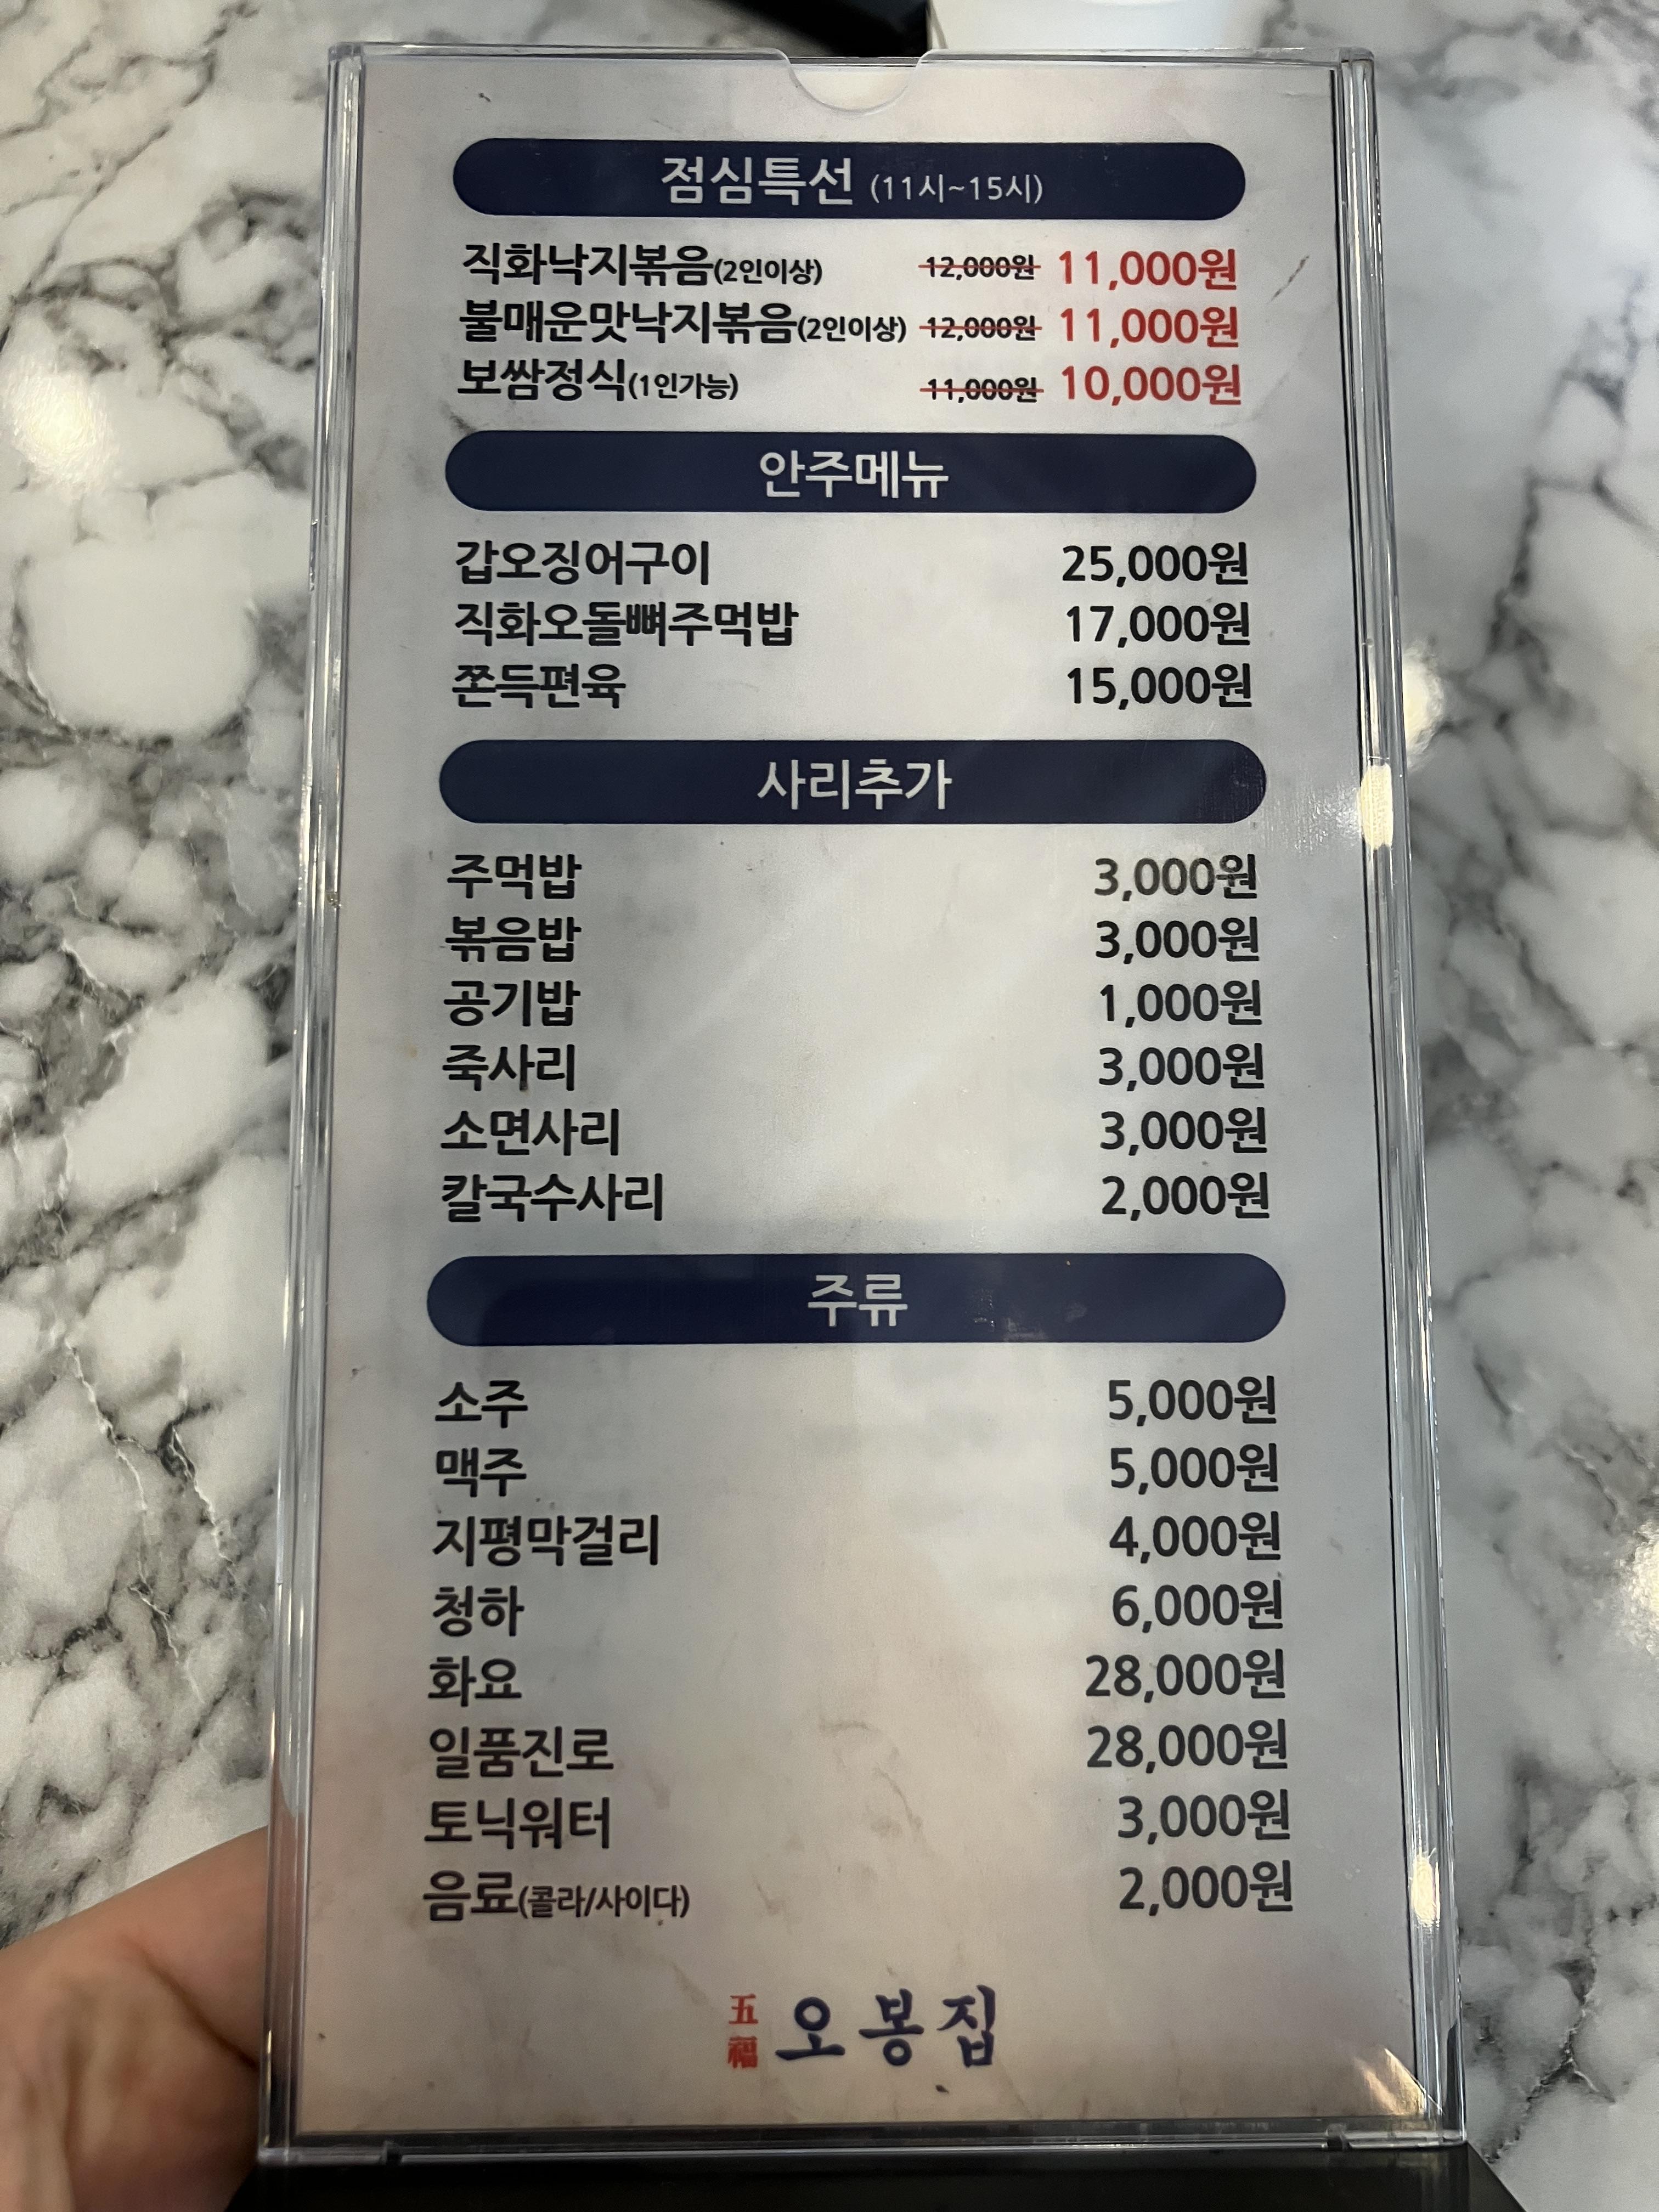 점심특선 (11시~15시)
직화낙지볶음(2인이상) 12,000원 11,000원
불매운맛낙지볶음(2인이상) 12,000원 11,000원
보쌈정식(1인가능) 11,000원 10,000원
안주메뉴
갑오징어구이 25,000원
직화오돌뼈주먹밥 17,000원
쫀득편육 15,000원
사리추가
주먹밥 3,000원
볶음밥 3,000원
공기밥 1,000원
죽사리 3,000원
소면사리 3,000원
칼국수사리 2,000원
주류
소주 5,000원
맥주 5,000원
지평막걸리 4,000원
청하 6,000원
화요 28,000원
일품진로 28,000원
토닉워터 3,000원
음료(콜라/사이다) 2,000원
五福 오봉집